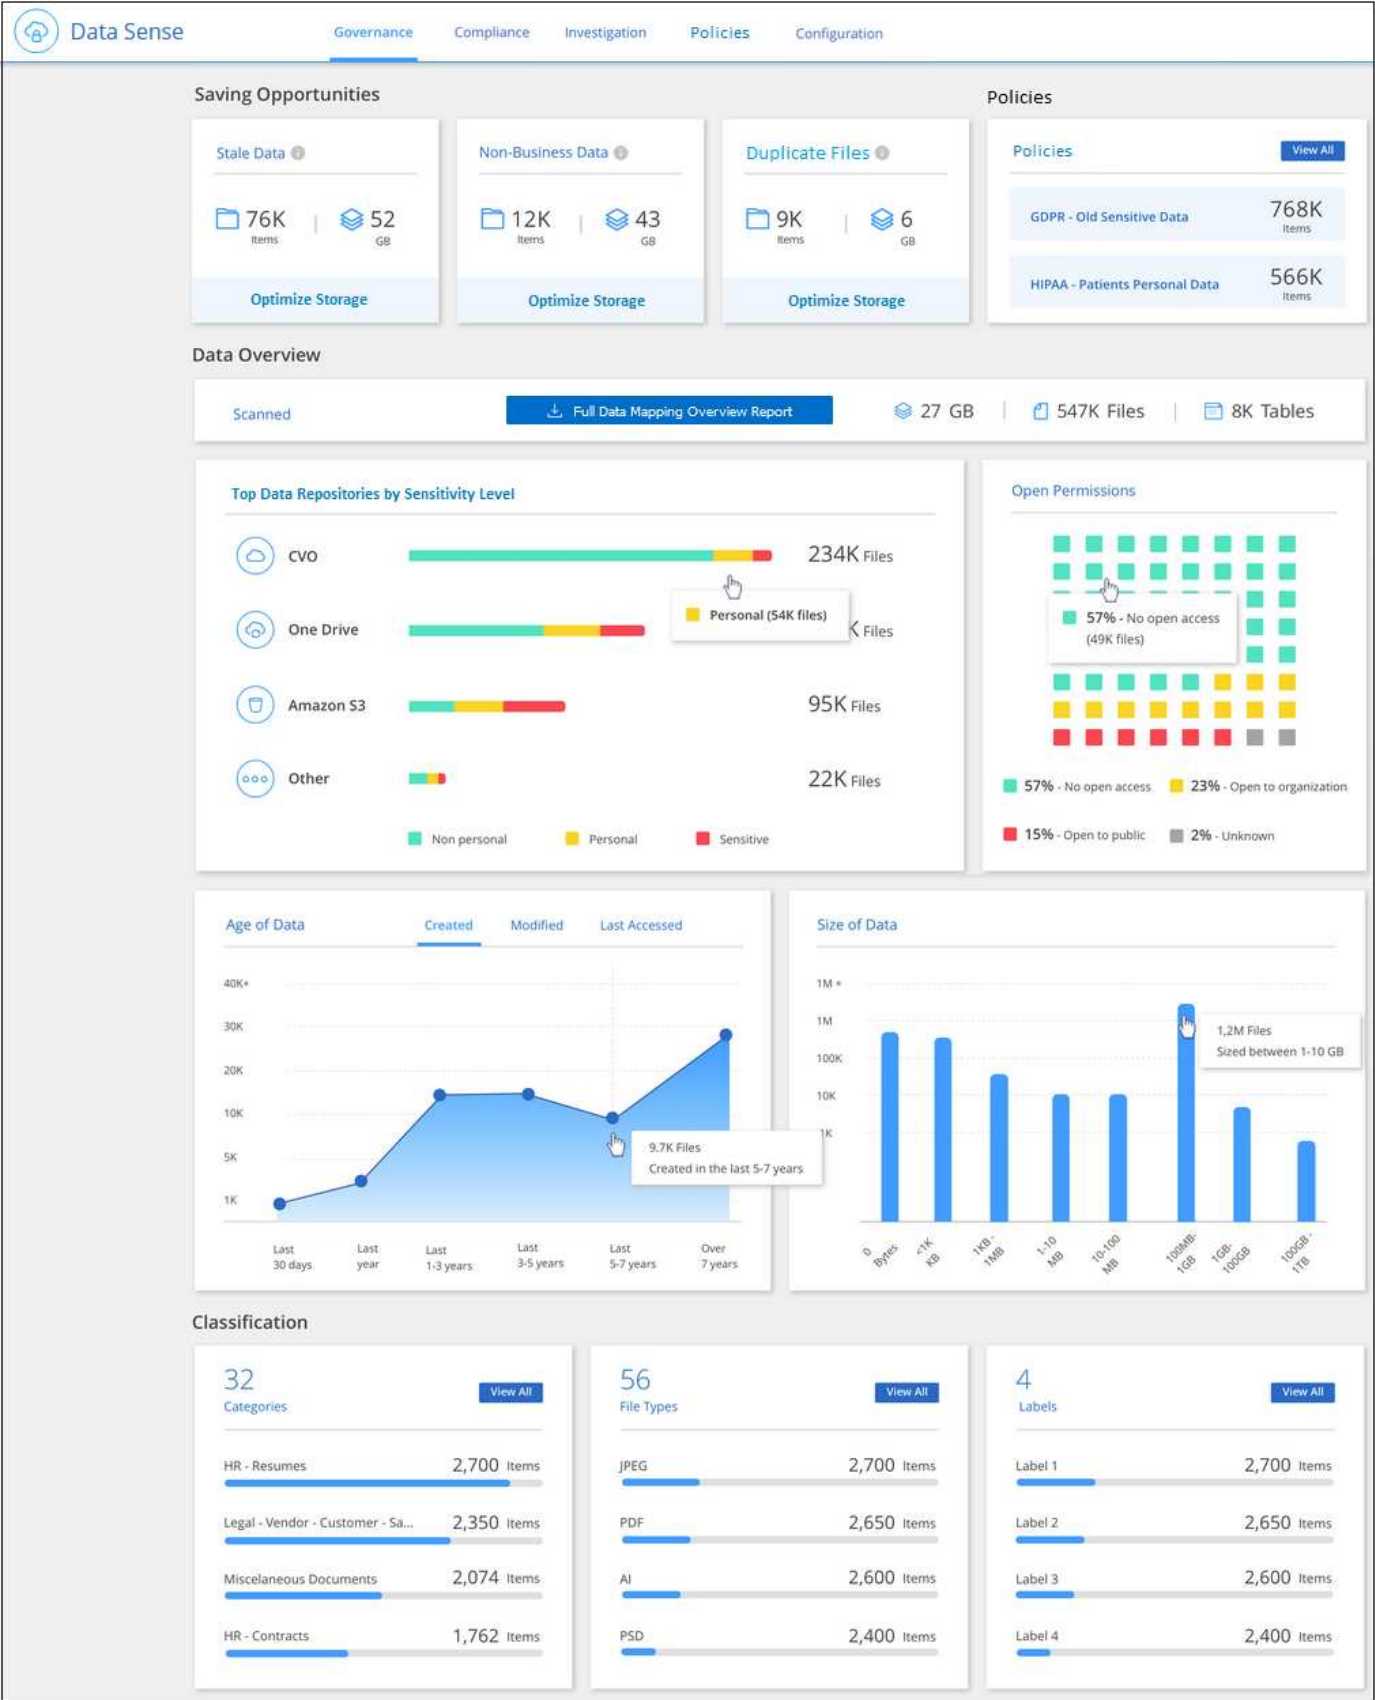 Data Sense
Governance Compliance Investigation Policies Configuration
Saving Opportunities
Policies
Stale Data
76K Items
52 GB
Optimize Storage
Non-Business Data
12K Items
43 GB
Optimize Storage
Duplicate Files
9K Items
6 GB
Optimize Storage
Policies View All
GDPR - Old Sensitive Data 768K Items
HIPAA - Patients Personal Data 566K Items
Data Overview
Scanned Full Data Mapping Overview Report 27 GB 547K Files 8K Tables
Top Data Repositories by Sensitivity Level
CVO 234K Files
Personal (54K files)
One Drive K Files
Amazon S3 95K Files
Other 22K Files
Non personal Personal Sensitive
Open Permissions
57% - No open access
(49K files)
57% - No open access 23% - Open to organization
15% - Open to public 2% - Unknown
Age of Data Created Modified Last Accessed
40K+
30K
20K
10K
5K
1K
9.7K Files
Created in the last 5-7 years
Last 30 days
Last year
Last 1-3 years
Last 3-5 years
Last 5-7 years
Over 7 years
Size of Data
1M +
1M
100K
10K
1K
1,2M Files
Sized between 1-10 GB
0 Bytes
<1K KB
1KB - 1MB
1-10 MB
10-100 MB
100MB- 1GB
1GB- 100GB
100GB - 1TB
Classification
32
Categories View All
HR - Resumes 2,700 Items
Legal - Vendor - Customer - Sa... 2,350 Items
Miscelaneous Documents 2,074 Items
HR - Contracts 1,762 Items
56
File Types View All
JPEG 2,700 Items
PDF 2,650 Items
AI 2,600 Items
PSD 2,400 Items
4
Labels View All
Label 1 2,700 Items
Label 2 2,650 Items
Label 3 2,600 Items
Label 4 2,400 Items